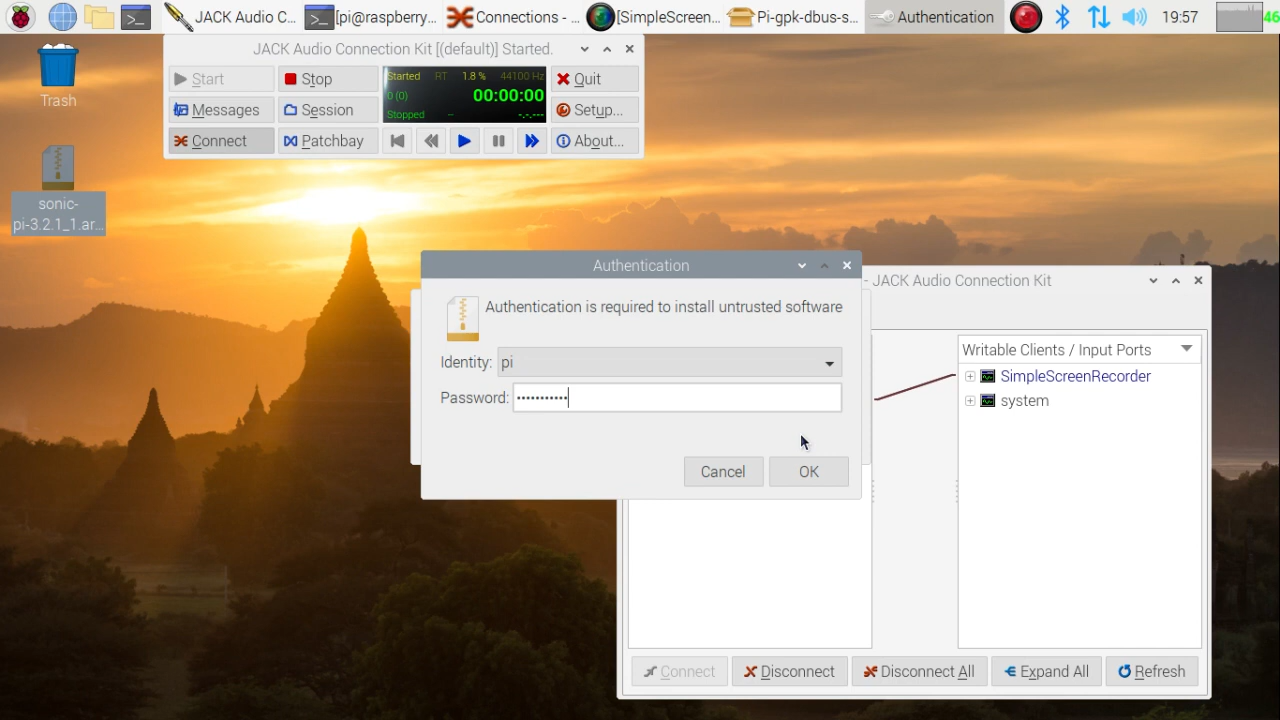 JACK Audio C...
[pi@raspberry...
Connections - ...
[SimpleScreen...
Pi-gpk-dbus-s...
Authentication
19:57
46
Trash
sonic-
pi-3.2.1_1.ar...
JACK Audio Connection Kit [(default)] Started.
Start
Stop
Started RT 1.8 % 44100 Hz
Quit
Messages
Session
0 (0) 00:00:00
Setup...
Stopped -- -.-.---
Connect
Patchbay
About...
Authentication
Authentication is required to install untrusted software
Identity: pi
Password: •••••••••••
Cancel
OK
- JACK Audio Connection Kit
Writable Clients / Input Ports
SimpleScreenRecorder
system
Connect
Disconnect
Disconnect All
Expand All
Refresh